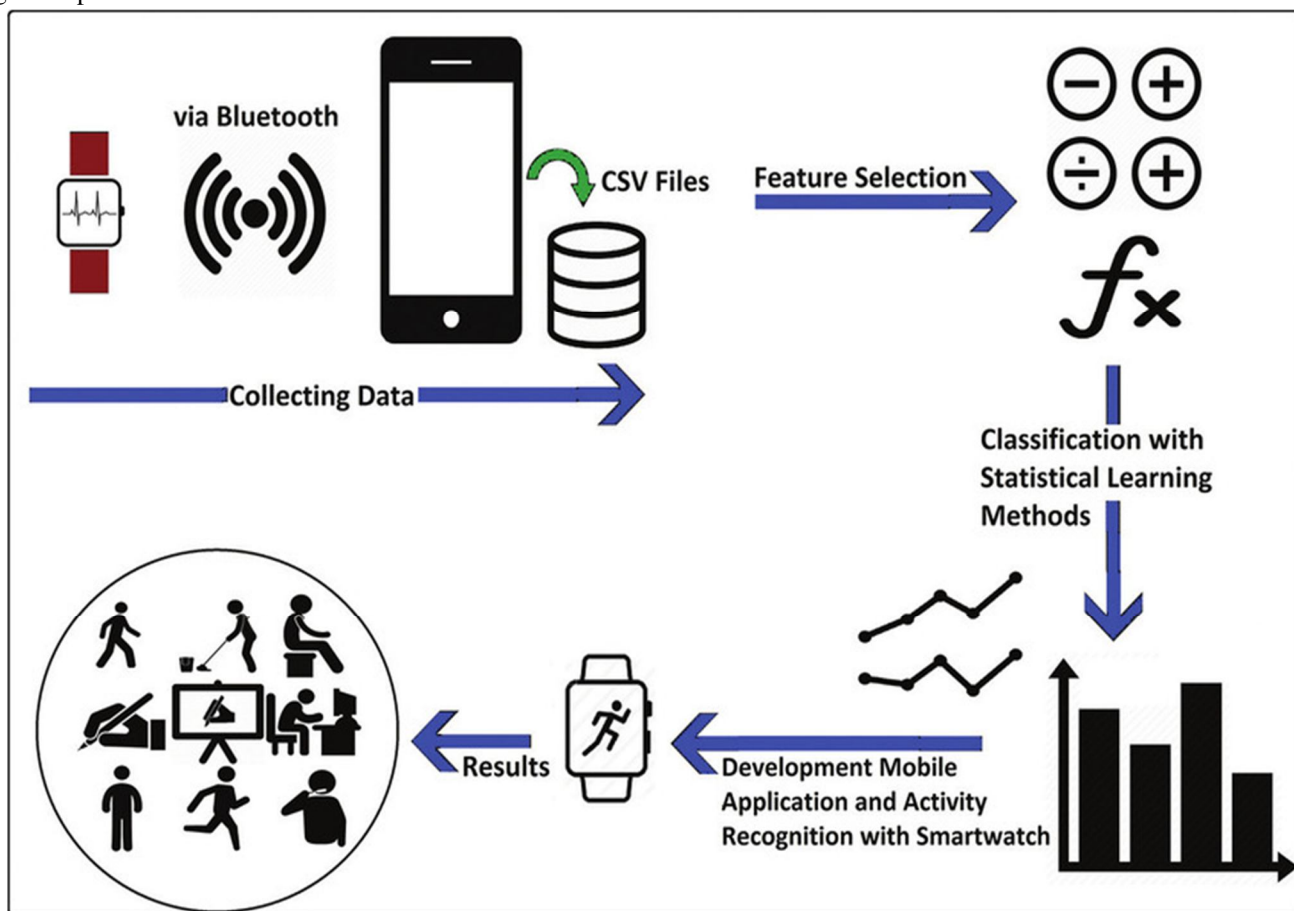 via Bluetooth
CSV Files
Feature Selection
fx
Collecting Data
Classification with
Statistical Learning
Methods
Results
Development Mobile
Application and Activity
Recognition with Smartwatch